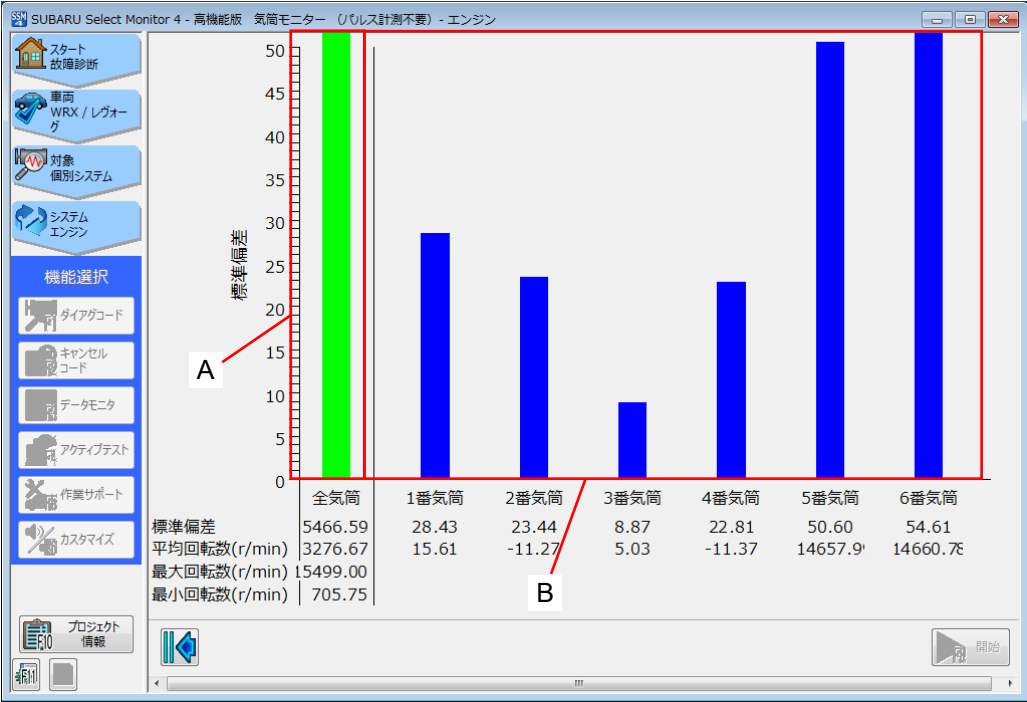 SSM
4
SUBARU Select Monitor 4 - 高機能版 気筒モニター （パルス計測不要）- エンジン
スタート
故障診断
車両
WRX / レヴォー
グ
対象
個別システム
システム
エンジン
機能選択
ダイアグコード
キャンセル
コード
データモニタ
アクティブテスト
作業サポート
カスタマイズ
プロジェクト
情報
F10
F11
標準偏差
50
45
40
35
30
25
20
15
10
5
0
A
全気筒 1番気筒 2番気筒 3番気筒 4番気筒 5番気筒 6番気筒
標準偏差 5466.59 28.43 23.44 8.87 22.81 50.60 54.61
平均回転数(r/min) 3276.67 15.61 -11.27 5.03 -11.37 14657.9 14660.78
最大回転数(r/min) 15499.00
最小回転数(r/min) 705.75
B
開始